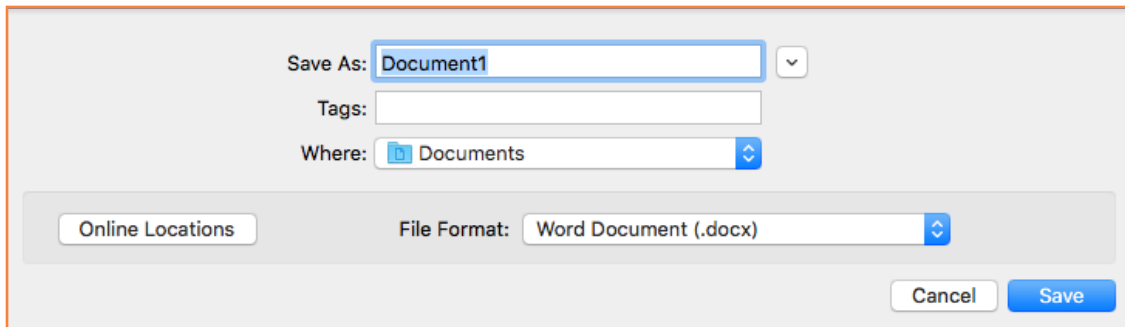 Save As: Document1
Tags:
Where: Documents
Online Locations File Format: Word Document (.docx)
Cancel Save